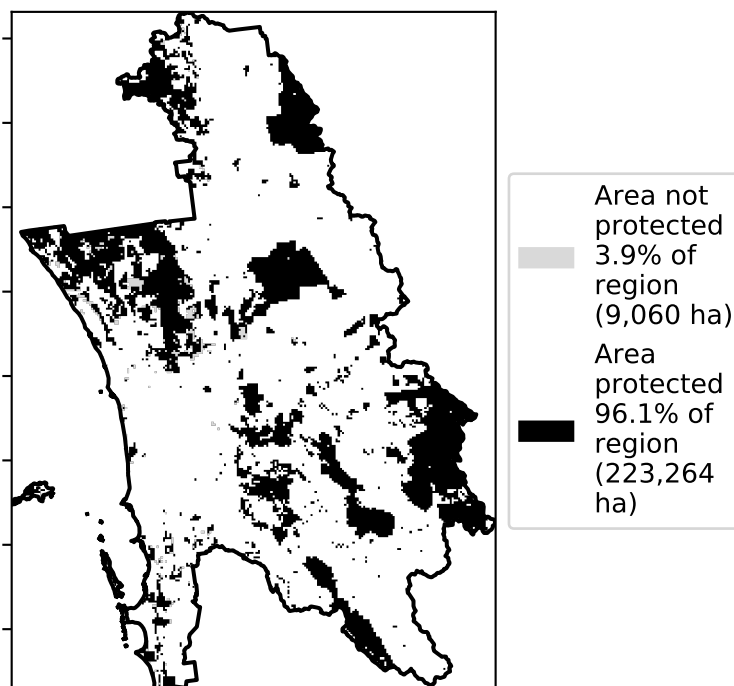 Area not
protected
3.9% of
region
(9,060 ha)
Area
protected
96.1% of
region
(223,264
ha)